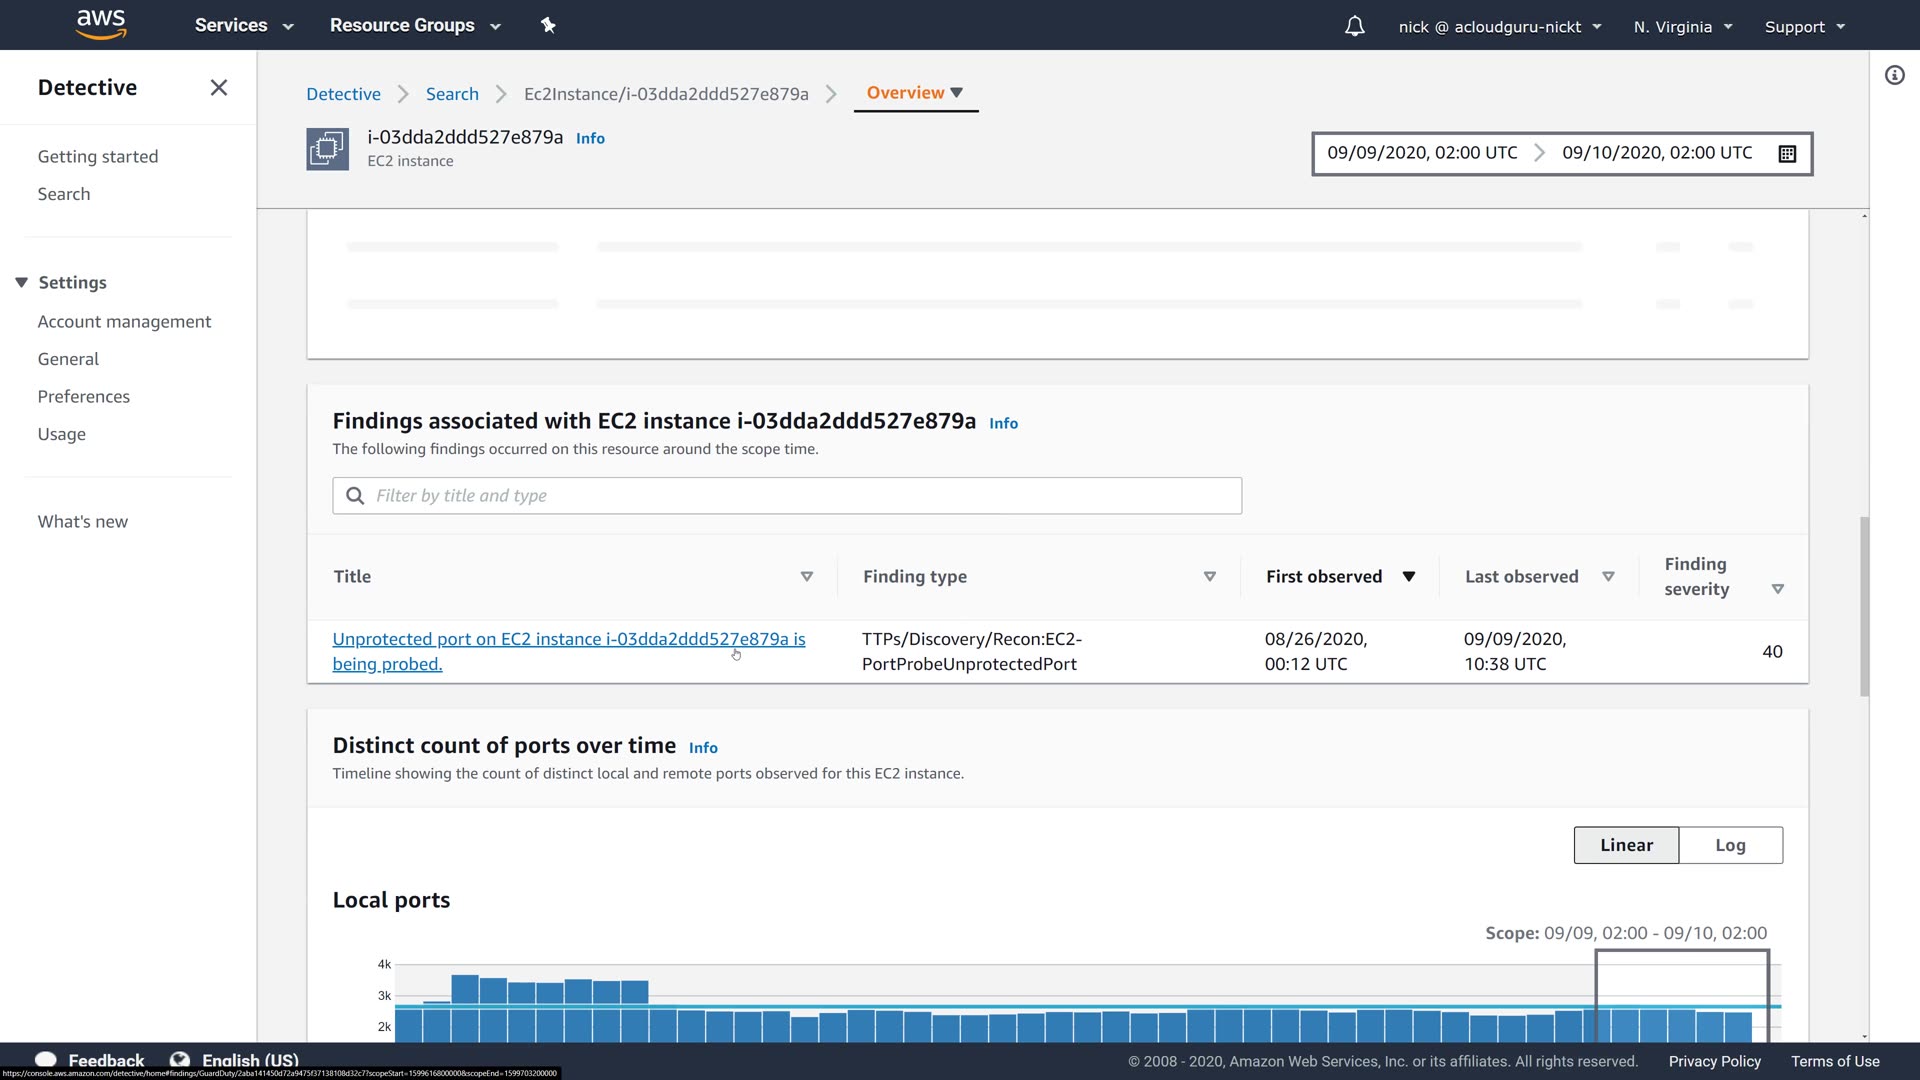 aws
Services
Resource Groups
nick @ acloudguru-nickt
N. Virginia
Support
Detective
Getting started
Search
Settings
Account management
General
Preferences
Usage
What's new
Detective
Search
Ec2Instance/i-03dda2ddd527e879a
Overview
i-03dda2ddd527e879a Info
EC2 instance
09/09/2020, 02:00 UTC
09/10/2020, 02:00 UTC
Findings associated with EC2 instance i-03dda2ddd527e879a Info
The following findings occurred on this resource around the scope time.
Filter by title and type
Title
Finding type
First observed
Last observed
Finding
severity
Unprotected port on EC2 instance i-03dda2ddd527e879a is
being probed.
TTPs/Discovery/Recon:EC2-
PortProbeUnprotectedPort
08/26/2020,
00:12 UTC
09/09/2020,
10:38 UTC
40
Distinct count of ports over time Info
Timeline showing the count of distinct local and remote ports observed for this EC2 instance.
Linear
Log
Local ports
Scope: 09/09, 02:00 - 09/10, 02:00
4k
3k
2k
Feedback
English (US)
© 2008 - 2020, Amazon Web Services, Inc. or its affiliates. All rights reserved.
Privacy Policy
Terms of Use
https://console.aws.amazon.com/detective/home#findings/GuardDuty/2aba141450d72a9475f37138108d32c7?scopeStart=1599616800000&scopeEnd=1599703200000